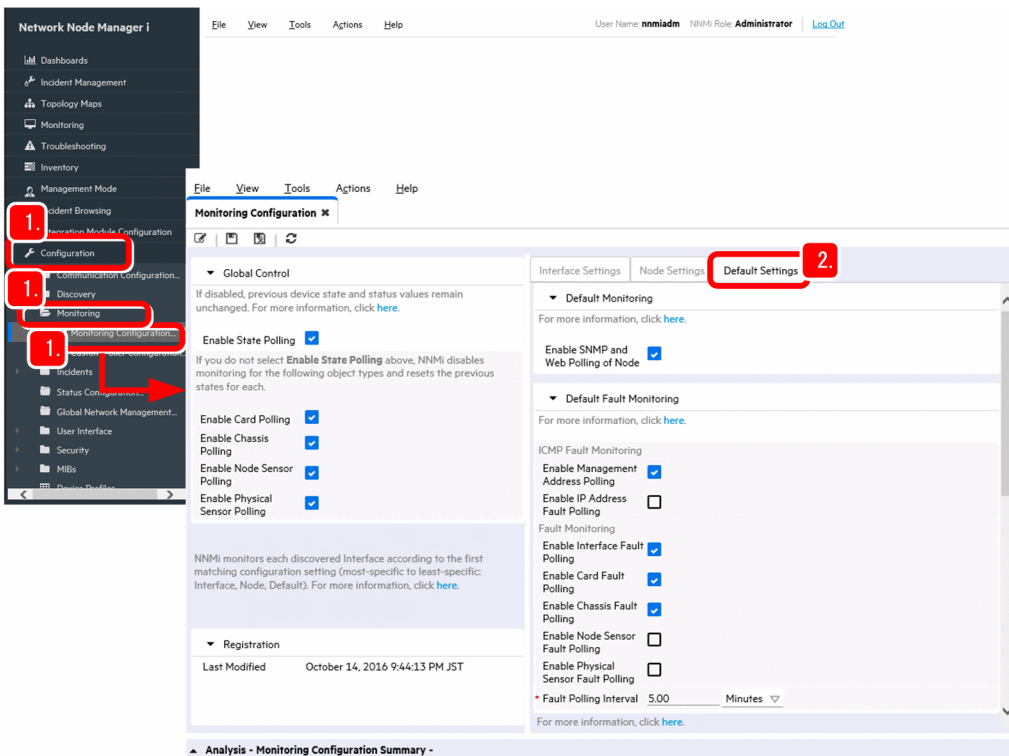 Network Node Manager i
File View Tools Actions Help
User Name: nnmiadm NNMi Role: Administrator Log Out
Dashboards
Incident Management
Topology Maps
Monitoring
Troubleshooting
Inventory
Management Mode
Incident Browsing
Integration Module Configuration
1.
Configuration
Communication Configuration...
1.
Discovery
Monitoring
Monitoring Configuration...
1.
Custom Poller Configuration
Incidents
Status Configuration...
Global Network Management...
User Interface
Security
MIBs
Device Profiles
File View Tools Actions Help
Monitoring Configuration
Global Control
If disabled, previous device state and status values remain
unchanged. For more information, click here.
Enable State Polling
If you do not select Enable State Polling above, NNMi disables
monitoring for the following object types and resets the previous
states for each.
Enable Card Polling
Enable Chassis
Polling
Enable Node Sensor
Polling
Enable Physical
Sensor Polling
NNMi monitors each discovered Interface according to the first
matching configuration setting (most-specific to least-specific:
Interface, Node, Default). For more information, click here.
Registration
Last Modified October 14, 2016 9:44:13 PM JST
Interface Settings Node Settings Default Settings
2.
Default Monitoring
For more information, click here.
Enable SNMP and
Web Polling of Node
Default Fault Monitoring
For more information, click here.
ICMP Fault Monitoring
Enable Management
Address Polling
Enable IP Address
Fault Polling
Fault Monitoring
Enable Interface Fault
Polling
Enable Card Fault
Polling
Enable Chassis Fault
Polling
Enable Node Sensor
Fault Polling
Enable Physical
Sensor Fault Polling
* Fault Polling Interval 5.00 Minutes
For more information, click here.
Analysis - Monitoring Configuration Summary -